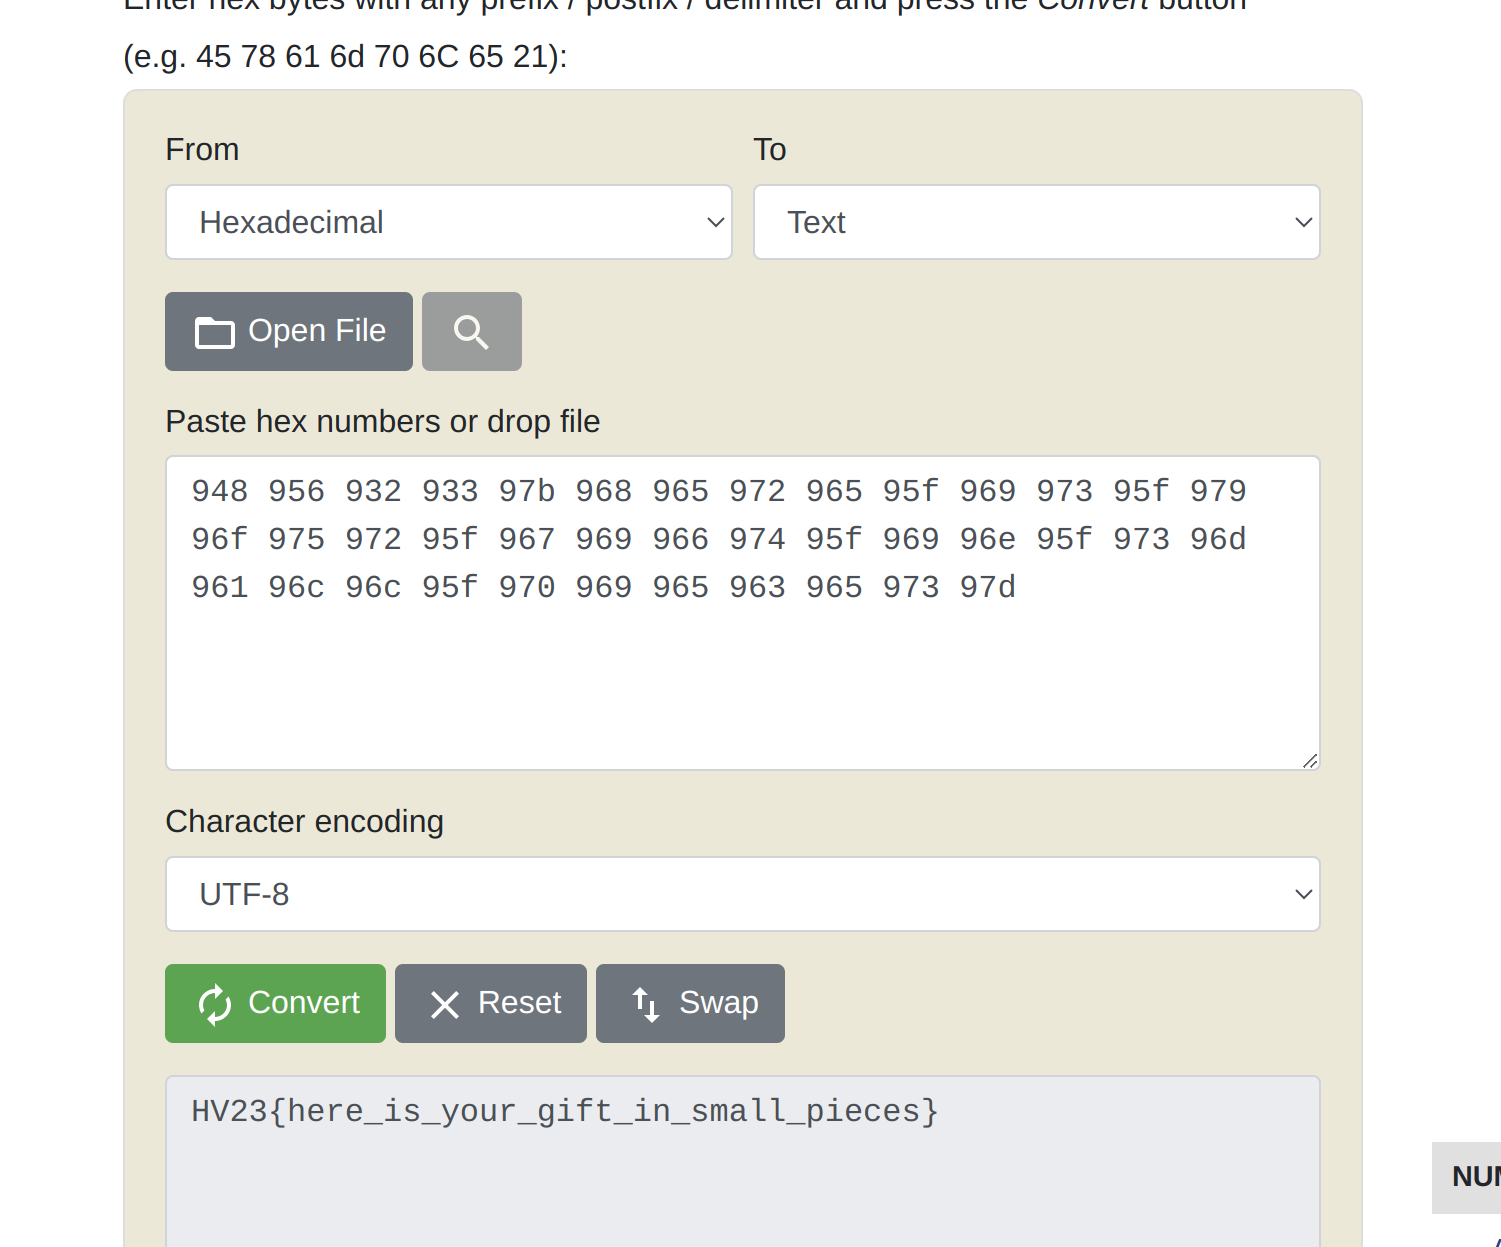 Enter hex bytes with any prefix / postfix / delimiter and press the Convert button
(e.g. 45 78 61 6d 70 6C 65 21):
From
To
Hexadecimal
Text
Open File
Paste hex numbers or drop file
948 956 932 933 97b 968 965 972 965 95f 969 973 95f 979
96f 975 972 95f 967 969 966 974 95f 969 96e 95f 973 96d
961 96c 96c 95f 970 969 965 963 965 973 97d
Character encoding
UTF-8
Convert
Reset
Swap
HV23{here_is_your_gift_in_small_pieces}